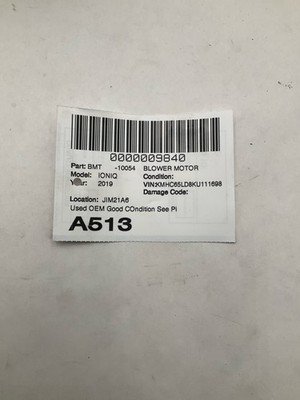 0000009840
Part: BMT -10054 BLOWER MOTOR
Model: IONIQ Condition:
Year: 2019 VIN:KMHC65LD8KU111698
Damage Code:
Location: JIM21A6
Used OEM Good COndition See Pi
A513